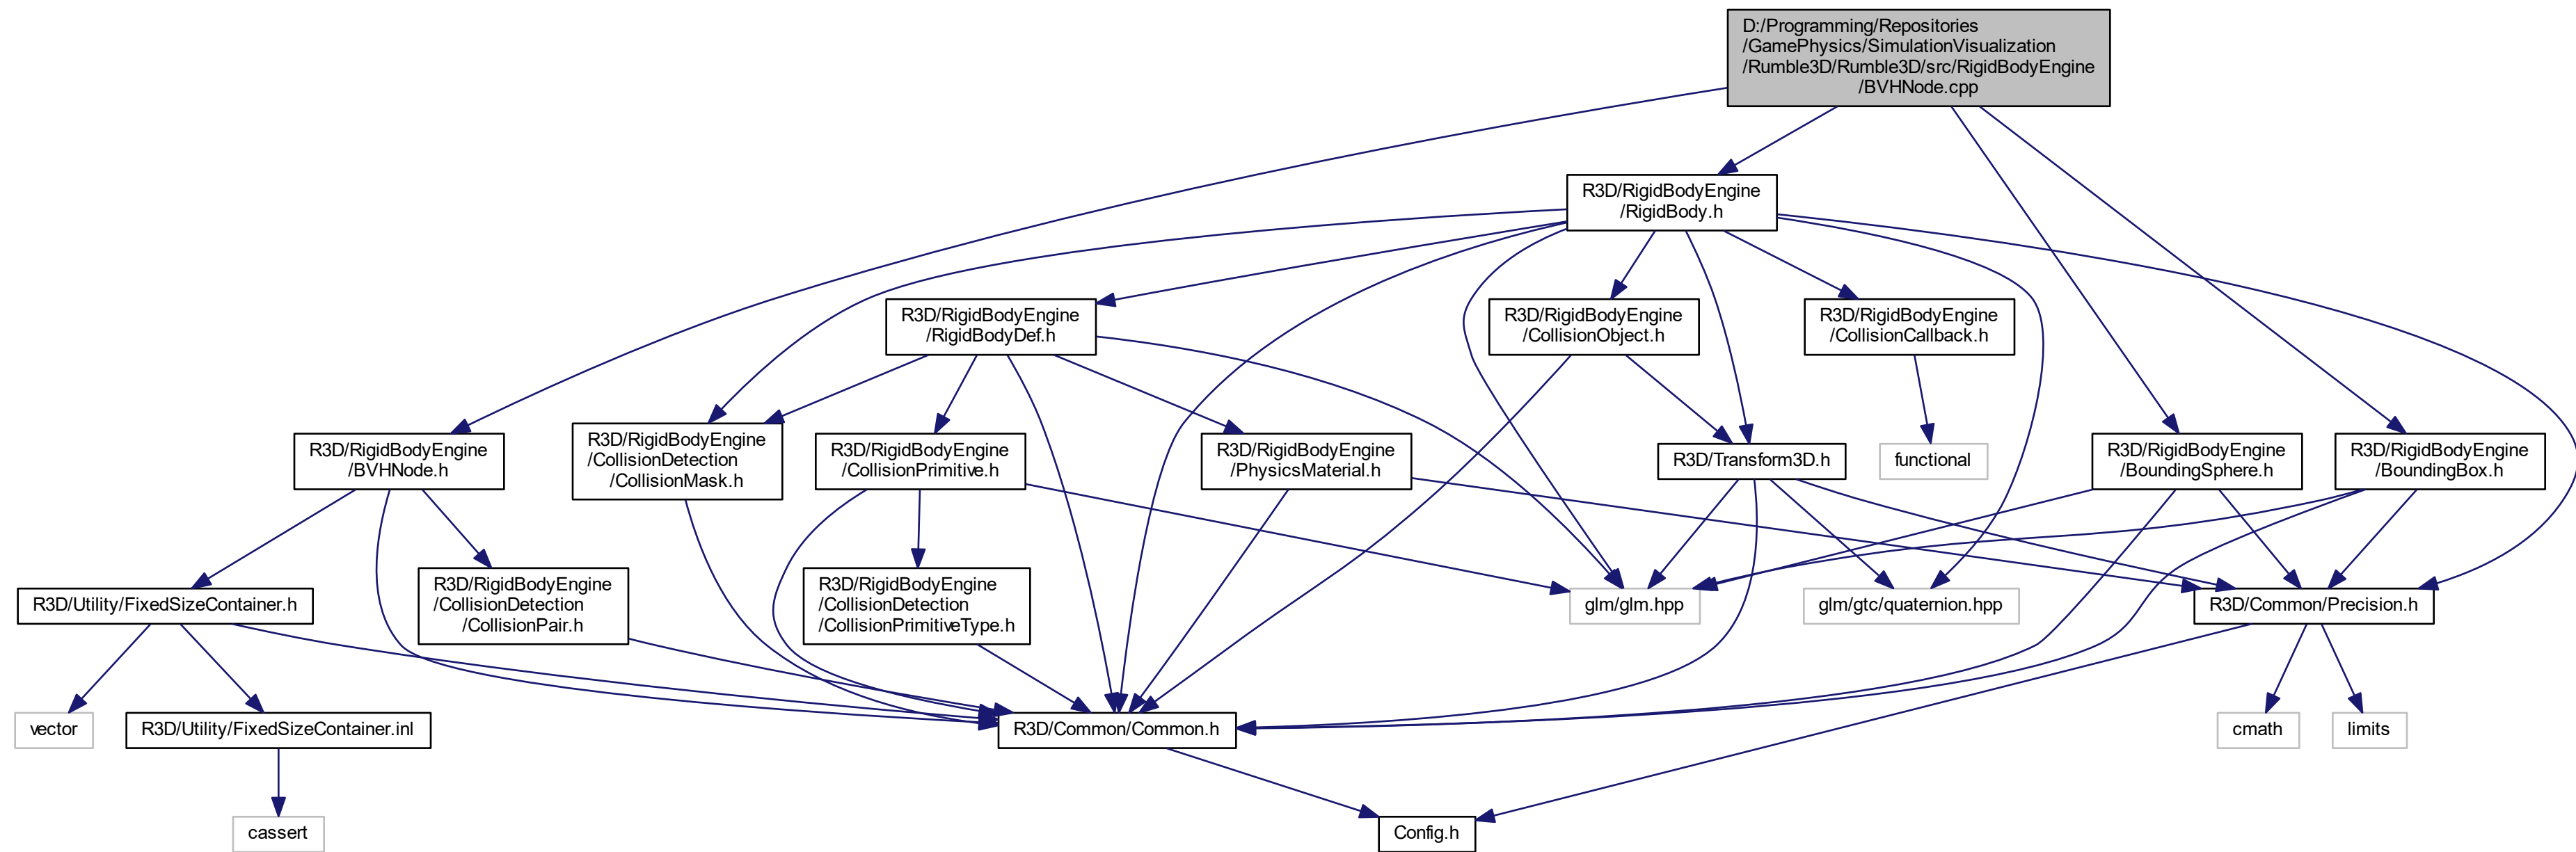 D:/Programming/Repositories
/GamePhysics/SimulationVisualization
/Rumble3D/Rumble3D/src/RigidBodyEngine
/BVHNode.cpp
R3D/RigidBodyEngine
/RigidBody.h
R3D/RigidBodyEngine
/RigidBodyDef.h
R3D/RigidBodyEngine
/CollisionObject.h
R3D/RigidBodyEngine
/CollisionCallback.h
R3D/RigidBodyEngine
/BVHNode.h
R3D/RigidBodyEngine
/CollisionDetection
/CollisionMask.h
R3D/RigidBodyEngine
/CollisionPrimitive.h
R3D/RigidBodyEngine
/PhysicsMaterial.h
R3D/Transform3D.h
functional
R3D/RigidBodyEngine
/BoundingSphere.h
R3D/RigidBodyEngine
/BoundingBox.h
R3D/Utility/FixedSizeContainer.h
R3D/RigidBodyEngine
/CollisionDetection
/CollisionPair.h
R3D/RigidBodyEngine
/CollisionDetection
/CollisionPrimitiveType.h
glm/glm.hpp
glm/gtc/quaternion.hpp
R3D/Common/Precision.h
vector
R3D/Utility/FixedSizeContainer.inl
R3D/Common/Common.h
cmath
limits
cassert
Config.h